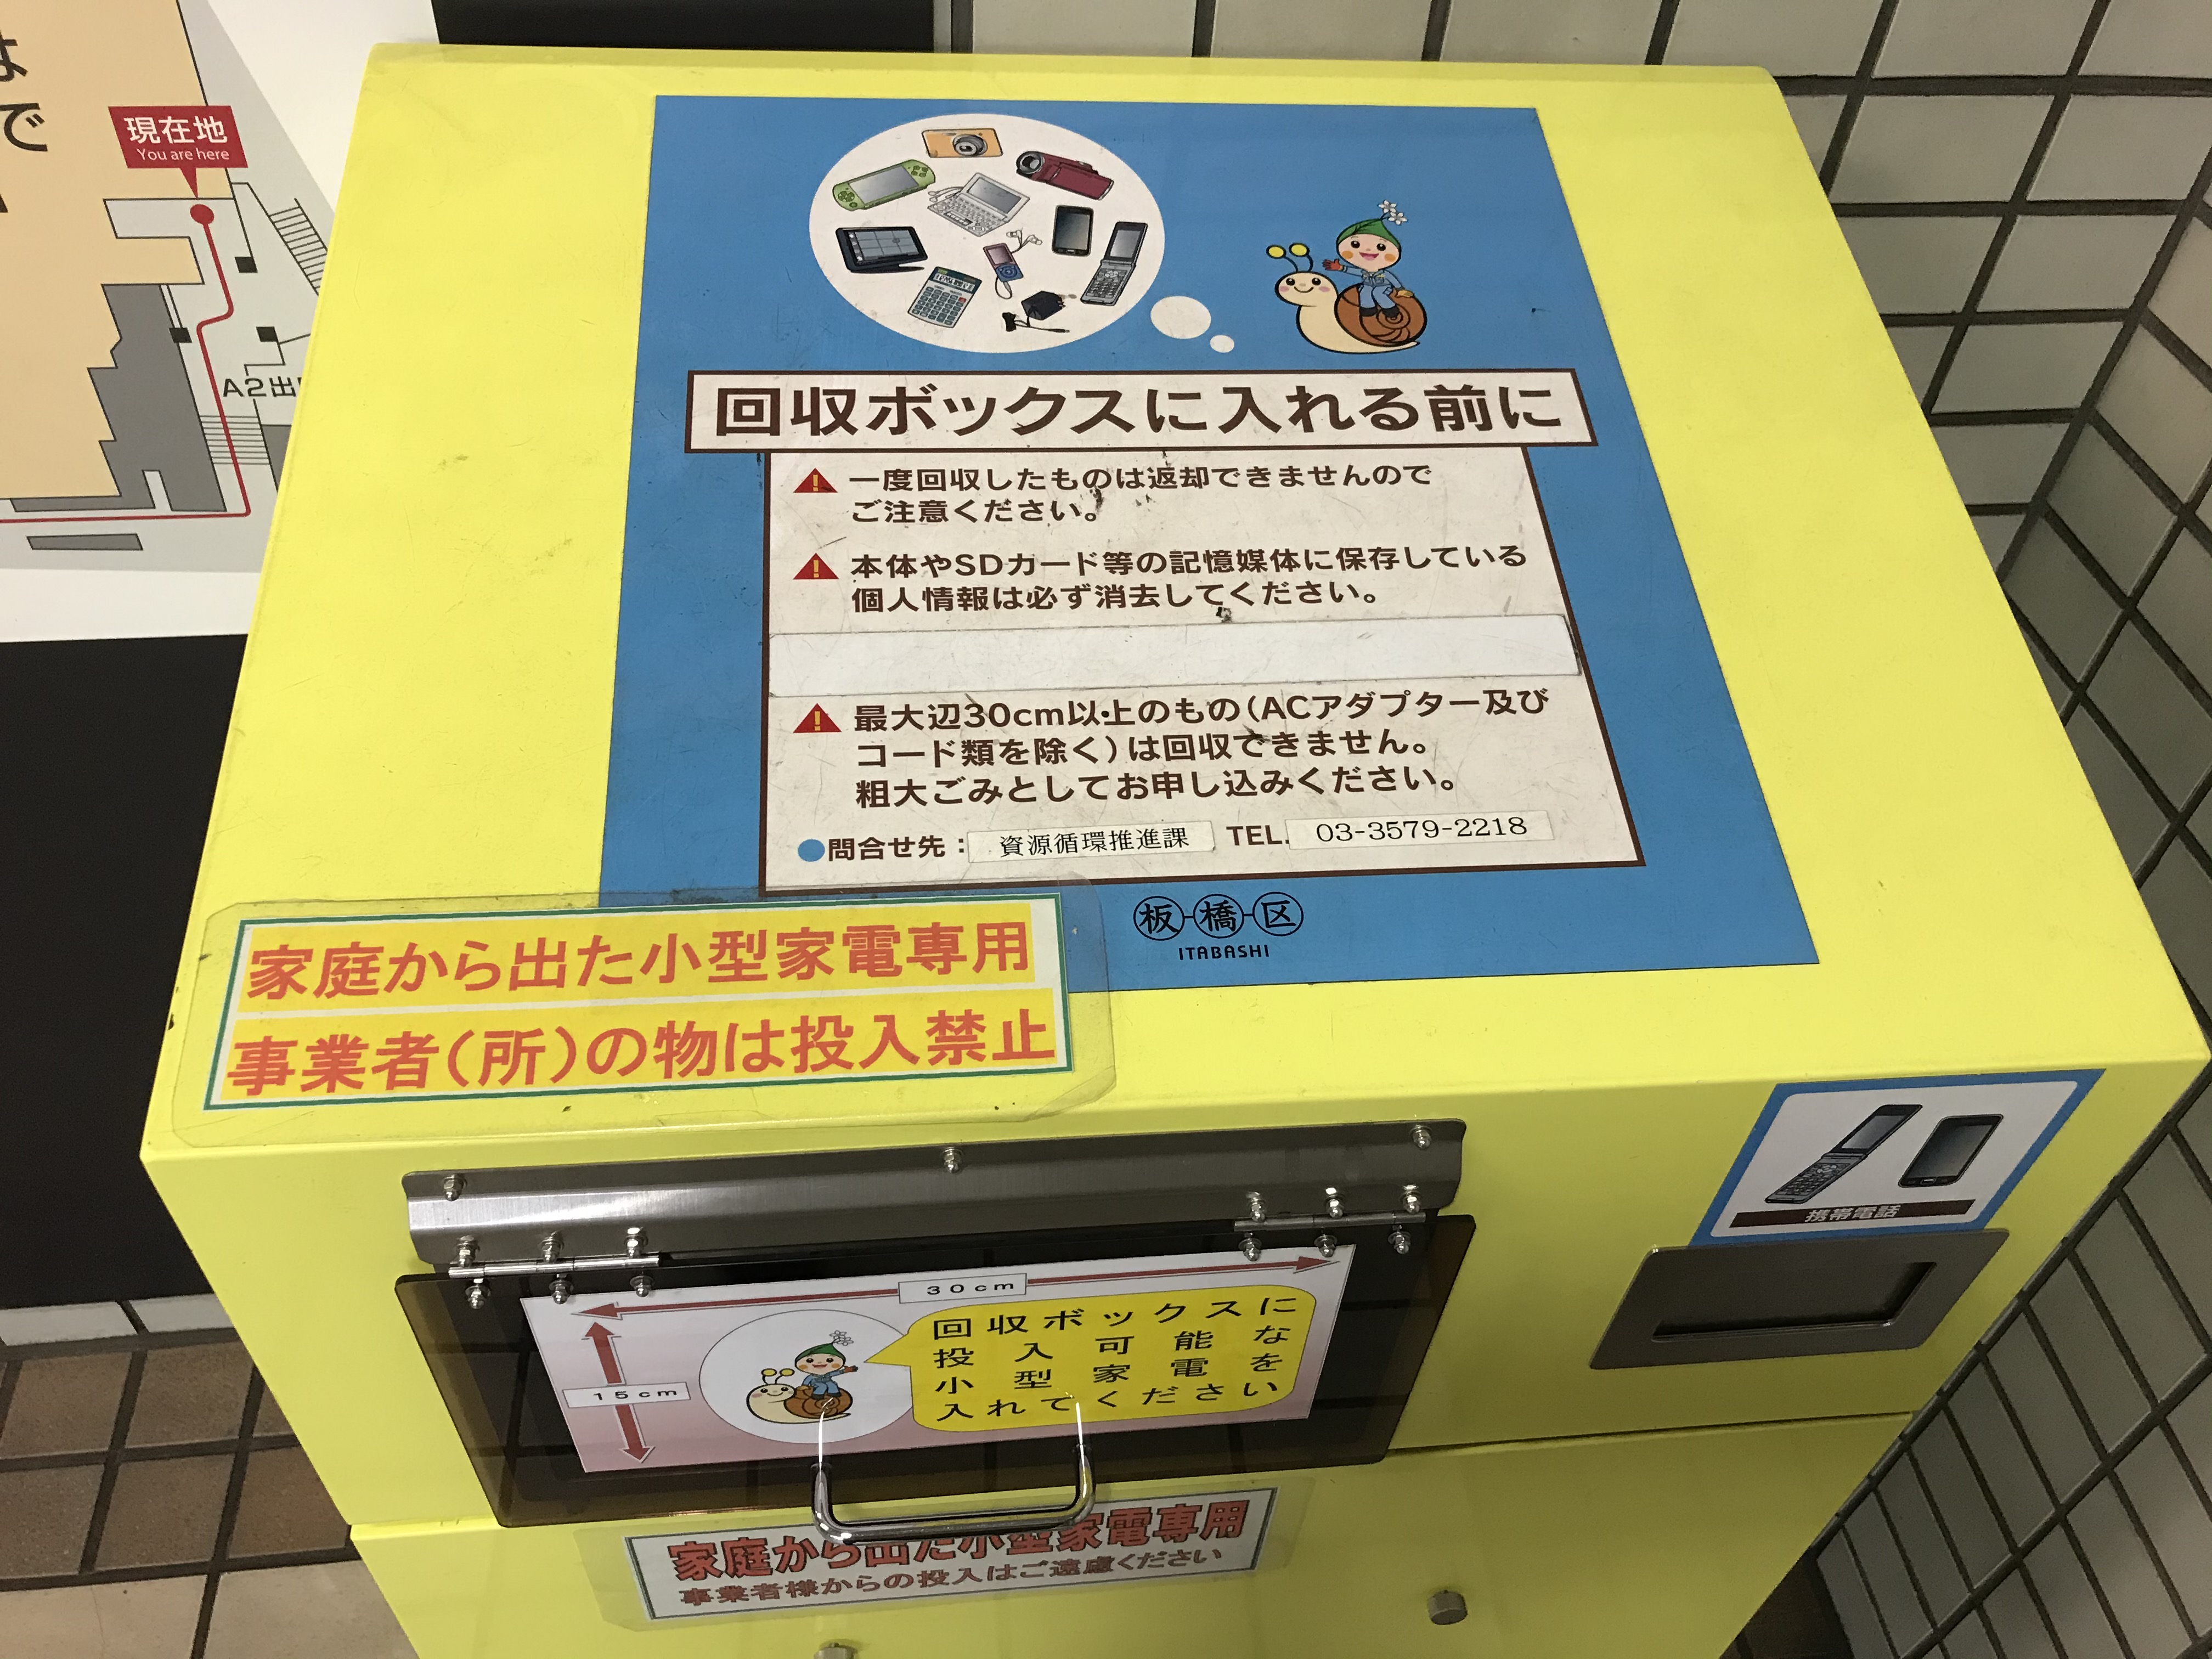 は
で
現在地
You are here
A2出
回収ボックスに入れる前に
一度回収したものは返却できませんので
ご注意ください。
本体やSDカード等の記憶媒体に保存している
個人情報は必ず消去してください。
最大辺30cm以上のもの(ACアダプター及び
コード類を除く)は回収できません。
粗大ごみとしてお申し込みください。
●問合せ先: 資源循環推進課 TEL. 03-3579-2218
板橋区
ITABASHI
家庭から出た小型家電専用
事業者(所)の物は投入禁止
携帯電話
30cm
15cm
回収ボックスに
投入可能な
小型家電を
入れてください
家庭から出た小型家電専用
事業者様からの投入はご遠慮ください